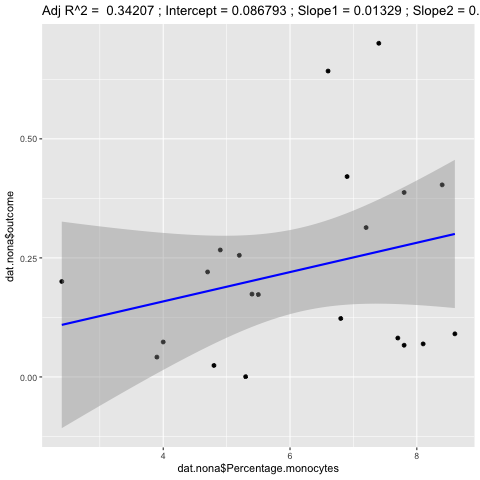 Adj R^2 = 0.34207 ; Intercept = 0.086793 ; Slope1 = 0.01329 ; Slope2 = 0.
0.50
0.25
0.00
dat.nona$outcome
4
6
8
dat.nona$Percentage.monocytes